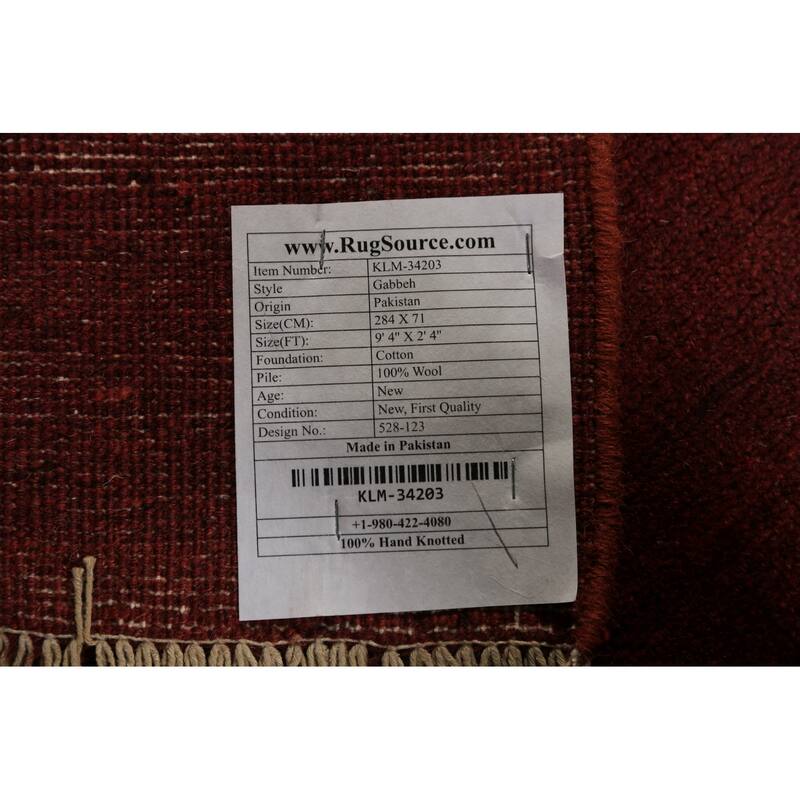 www.RugSource.com
Item Number: KLM-34203
Style Gabbeh
Origin Pakistan
Size(CM): 284 X 71
Size(FT): 9' 4" X 2' 4"
Foundation: Cotton
Pile: 100% Wool
Age: New
Condition: New, First Quality
Design No.: 528-123
Made in Pakistan
KLM-34203
+1-980-422-4080
100% Hand Knotted